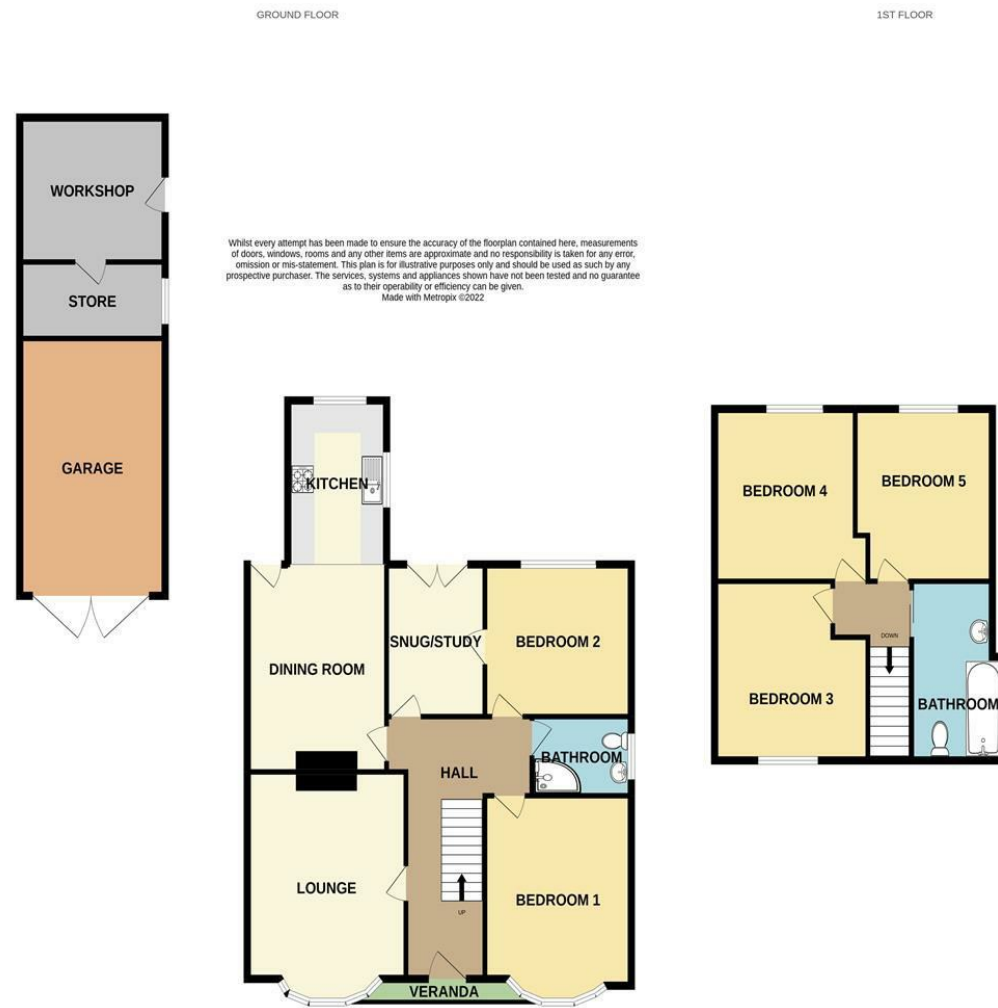 GROUND FLOOR
1ST FLOOR
WORKSHOP
STORE
GARAGE
Whilst every attempt has been made to ensure the accuracy of the floorplan contained here, measurements
of doors, windows, rooms and any other items are approximate and no responsibility is taken for any error,
omission or mis-statement. This plan is for illustrative purposes only and should be used as such by any
prospective purchaser. The services, systems and appliances shown have not been tested and no guarantee
as to their operability or efficiency can be given.
Made with Metropix ©2022
KITCHEN
SNUG/STUDY
BEDROOM 2
DINING ROOM
BATHROOM
HALL
LOUNGE
BEDROOM 1
UP
VERANDA
BEDROOM 4
BEDROOM 5
DOWN
BEDROOM 3
BATHROOM